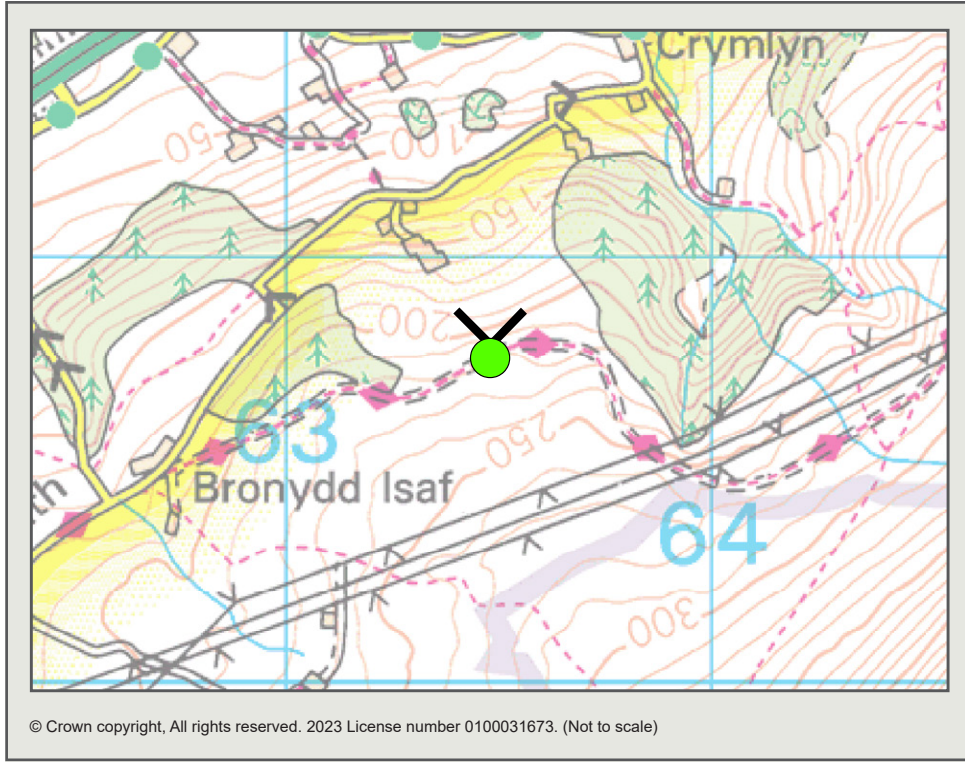 Crymlyn
50
100
150
200
63
250
Bronydd Isaf
th
64
300
© Crown copyright, All rights reserved. 2023 License number 0100031673. (Not to scale)